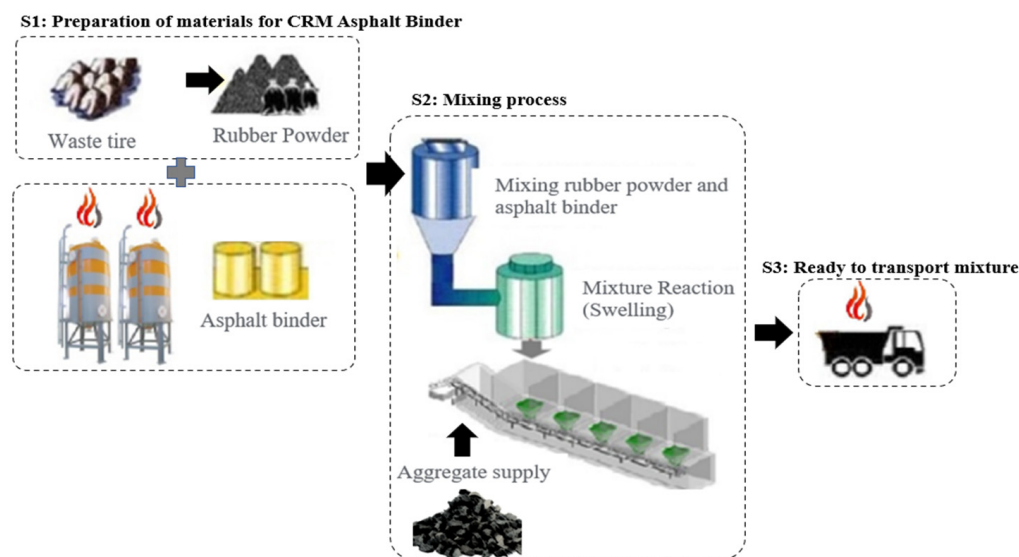 S1: Preparation of materials for CRM Asphalt Binder
Waste tire
Rubber Powder
Asphalt binder
S2: Mixing process
Mixing rubber powder and
asphalt binder
Mixture Reaction
(Swelling)
Aggregate supply
S3: Ready to transport mixture